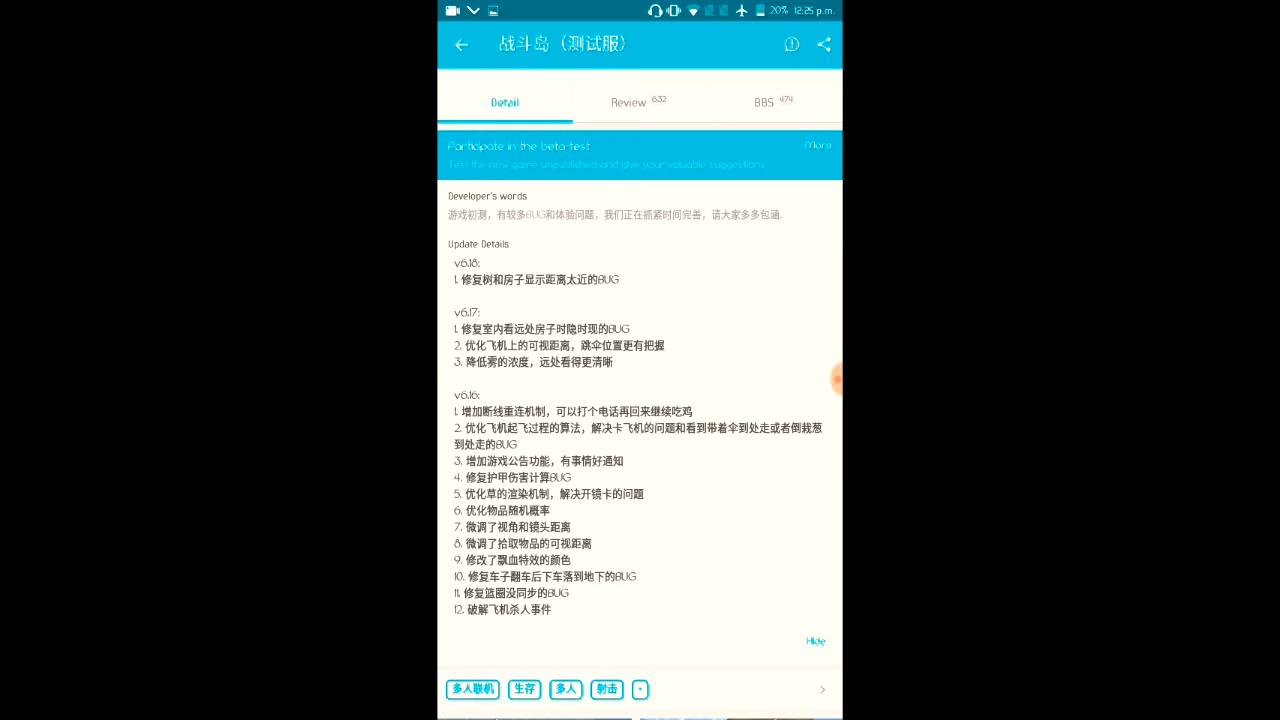 20% 12:25 p.m.
战斗岛（测试服）
Detail
Review 632
BBS 474
Participate in the beta test
More
Test the new game unpublished and give your valuable suggestions.
Developer's words
游戏初测，有较多BUG和体验问题，我们正在抓紧时间完善，请大家多多包涵.
Update Details
v6.18:
1. 修复树和房子显示距离太近的BUG
v6.17:
1. 修复室内看远处房子时隐时现的BUG
2. 优化飞机上的可视距离，跳伞位置更有把握
3. 降低雾的浓度，远处看得更清晰
v6.16:
1. 增加断线重连机制，可以打个电话再回来继续吃鸡
2. 优化飞机起飞过程的算法，解决卡飞机的问题和看到带着伞到处走或者倒栽葱
到处走的BUG
3. 增加游戏公告功能，有事情好通知
4. 修复护甲伤害计算BUG
5. 优化草的渲染机制，解决开镜卡的问题
6. 优化物品随机概率
7. 微调了视角和镜头距离
8. 微调了拾取物品的可视距离
9. 修改了飘血特效的颜色
10. 修复车子翻车后下车落到地下的BUG
11. 修复篮圈没同步的BUG
12. 破解飞机杀人事件
Hide
多人联机 生存 多人 射击